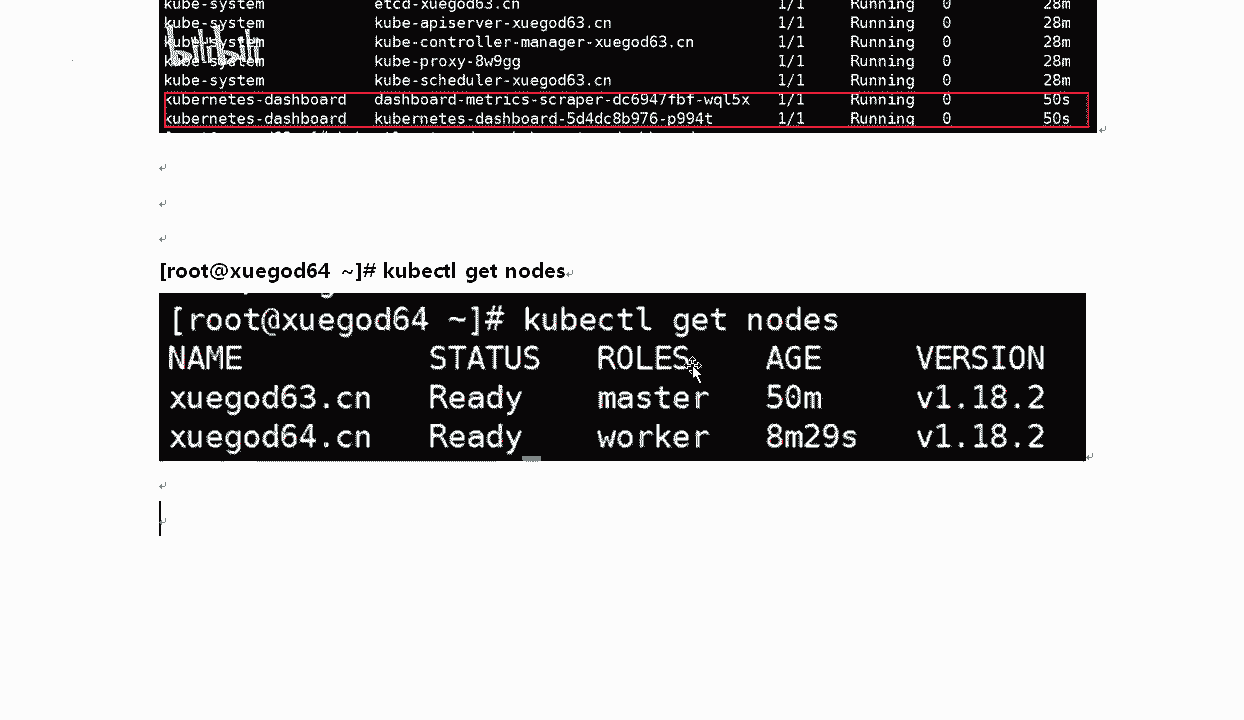 kube-system etcd-xuegod63.cn 1/1 Running 0 28m
kube-system kube-apiserver-xuegod63.cn 1/1 Running 0 28m
kube-system kube-controller-manager-xuegod63.cn 1/1 Running 0 28m
kube-system kube-proxy-8w9gg 1/1 Running 0 28m
kube-system kube-scheduler-xuegod63.cn 1/1 Running 0 28m
kubernetes-dashboard dashboard-metrics-scraper-dc6947fbf-wql5x 1/1 Running 0 50s
kubernetes-dashboard kubernetes-dashboard-5d4dc8b976-p994t 1/1 Running 0 50s
bilibili
[root@xuegod64 ~]# kubectl get nodes
[root@xuegod64 ~]# kubectl get nodes
NAME STATUS ROLES AGE VERSION
xuegod63.cn Ready master 50m v1.18.2
xuegod64.cn Ready worker 8m29s v1.18.2